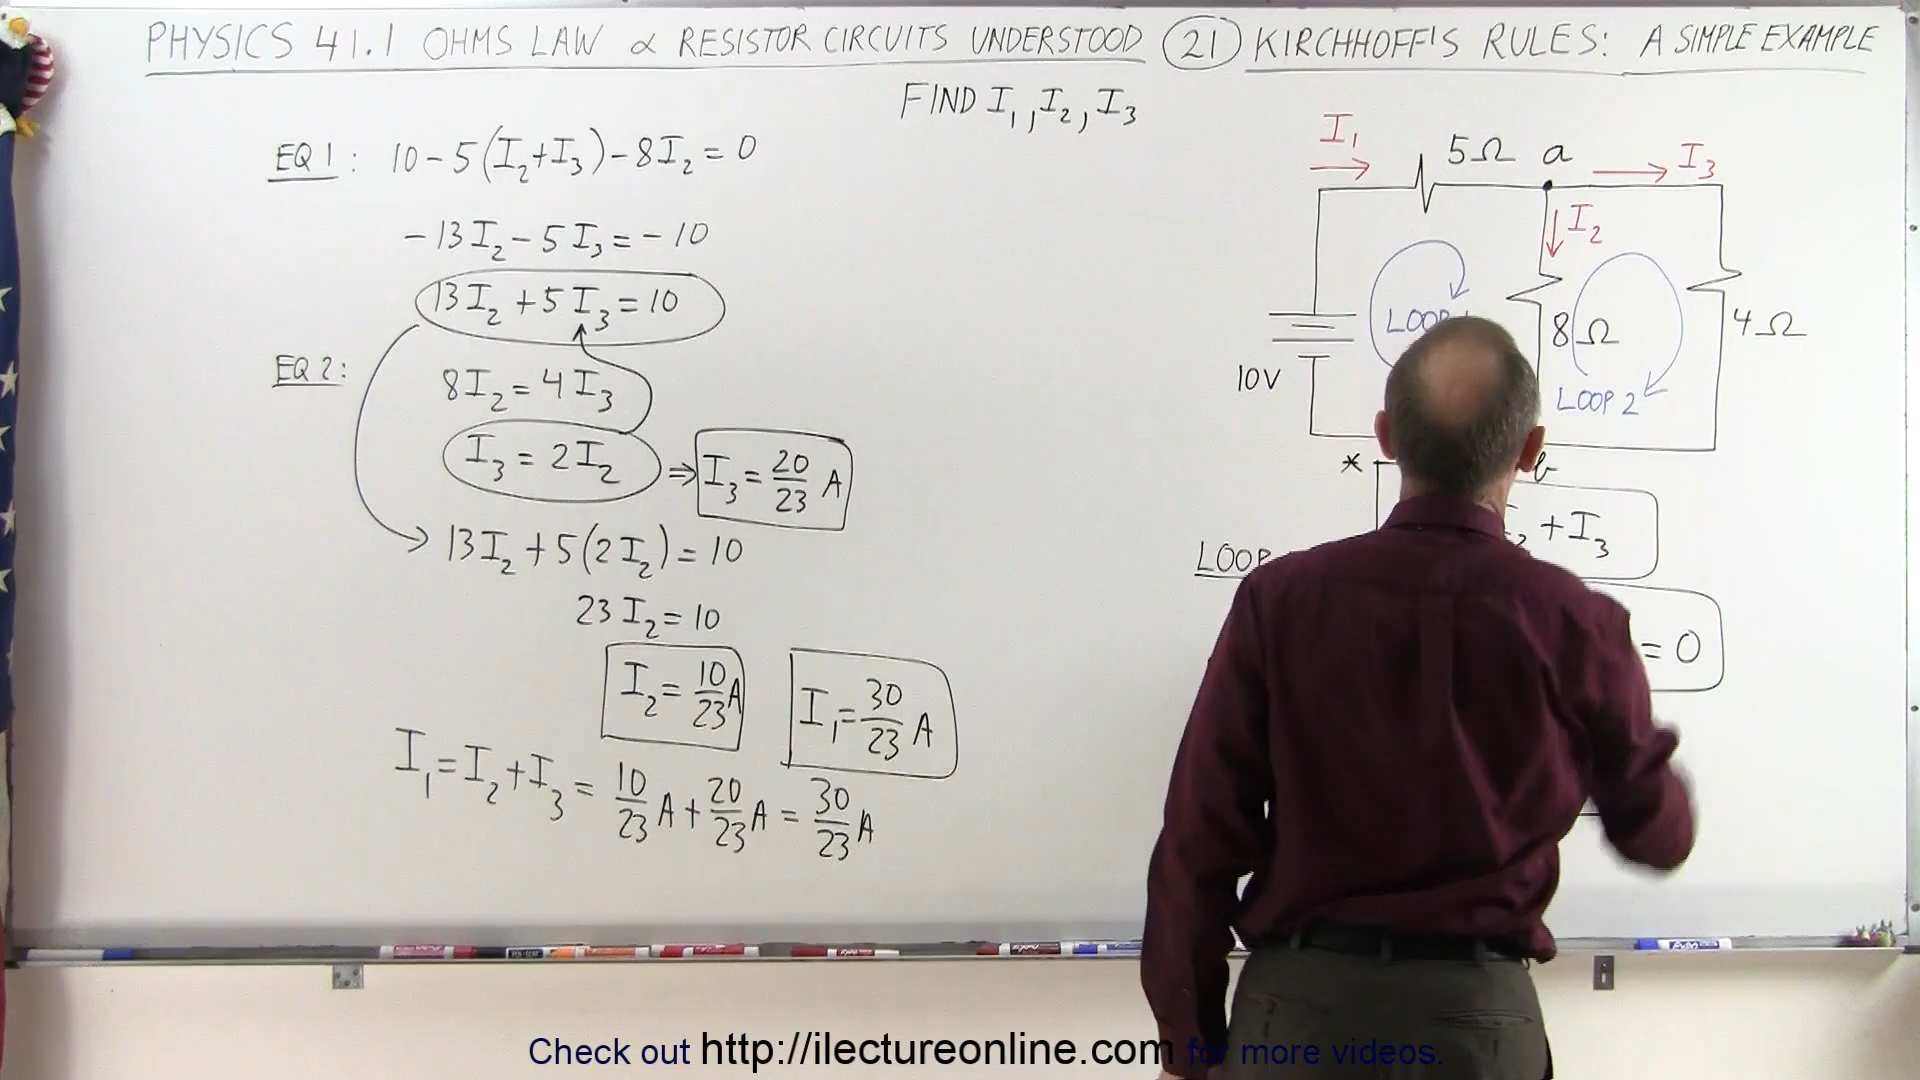 PHYSICS 41.1 OHMS LAW & RESISTOR CIRCUITS UNDERSTOOD (21) KIRCHHOFF'S RULES: A SIMPLE EXAMPLE
FIND I₁, I₂, I₃
EQ 1: 10 - 5(I₂+I₃) - 8I₂ = 0
-13I₂ - 5I₃ = -10
13I₂ + 5I₃ = 10
EQ 2:
8I₂ = 4I₃
I₃ = 2I₂ ⇒ I₃ = 20/23 A
13I₂ + 5(2I₂) = 10
23I₂ = 10
I₂ = 10/23 A
I₁ = 30/23 A
I₁ = I₂ + I₃ = 10/23 A + 20/23 A = 30/23 A
I₁
5Ω a I₃
I₂
LOOP
8Ω
4Ω
10V
LOOP 2
* b
I₂ + I₃
LOOP
= 0
Check out http://ilectureonline.com for more videos.